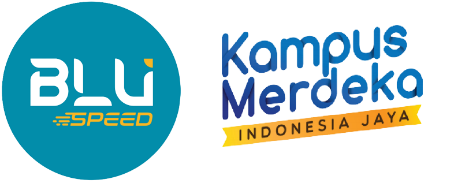 BLU
SPEED
Kampus
Merdeka
INDONESIA JAYA